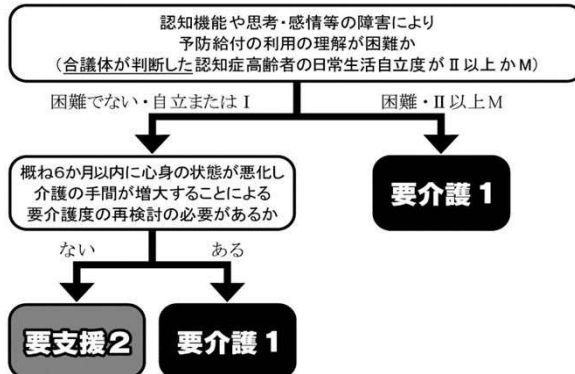 認知機能や思考・感情等の障害により
予防給付の利用の理解が困難か
(合議体が判断した認知症高齢者の日常生活自立度がⅡ以上かM)
困難でない・自立またはⅠ
困難・Ⅱ以上M
概ね6か月以内に心身の状態が悪化し
介護の手間が増大することによる
要介護度の再検討の必要があるか
要介護1
ない
ある
要支援2
要介護1